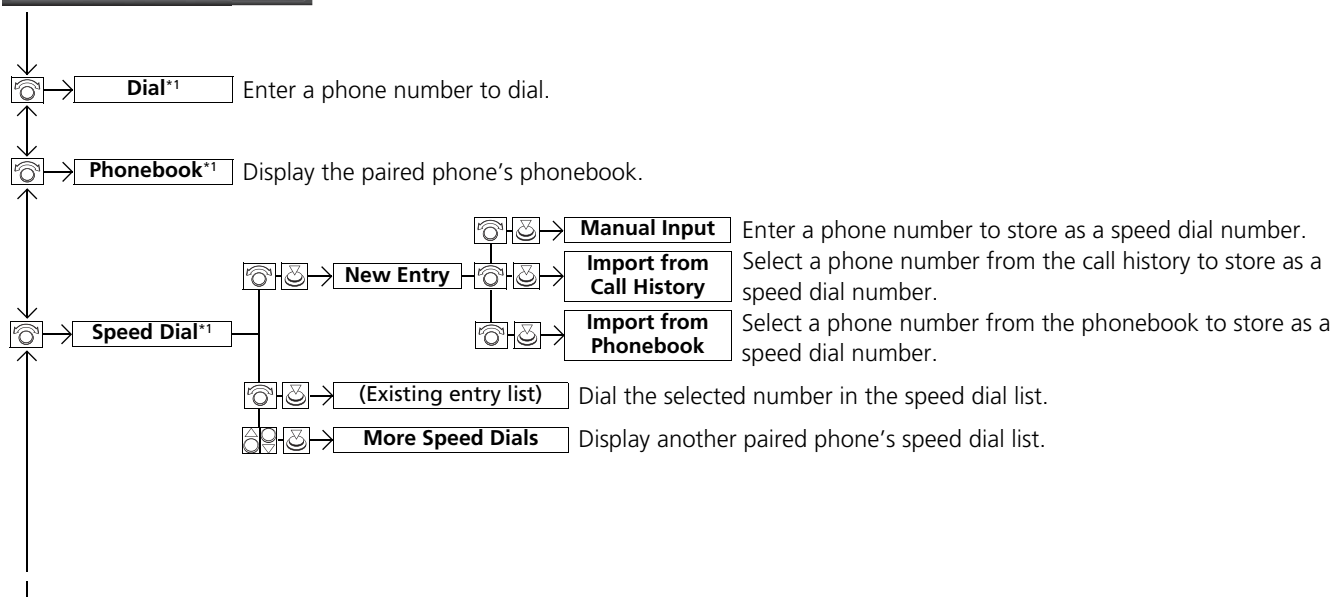 Dial*1 Enter a phone number to dial.
Phonebook*1 Display the paired phone’s phonebook.
Manual Input Enter a phone number to store as a speed dial number.
New Entry
Import from
Call History
Select a phone number from the call history to store as a
speed dial number.
Speed Dial*1
Import from
Phonebook
Select a phone number from the phonebook to store as a
speed dial number.
(Existing entry list) Dial the selected number in the speed dial list.
More Speed Dials Display another paired phone’s speed dial list.